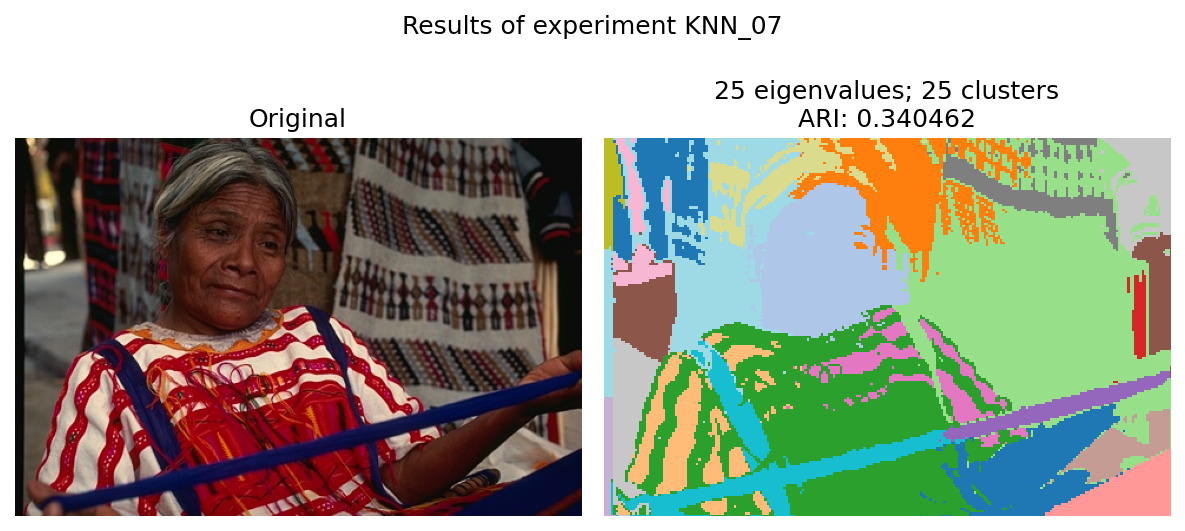 Results of experiment KNN_07
Original
25 eigenvalues; 25 clusters
ARI: 0.340462